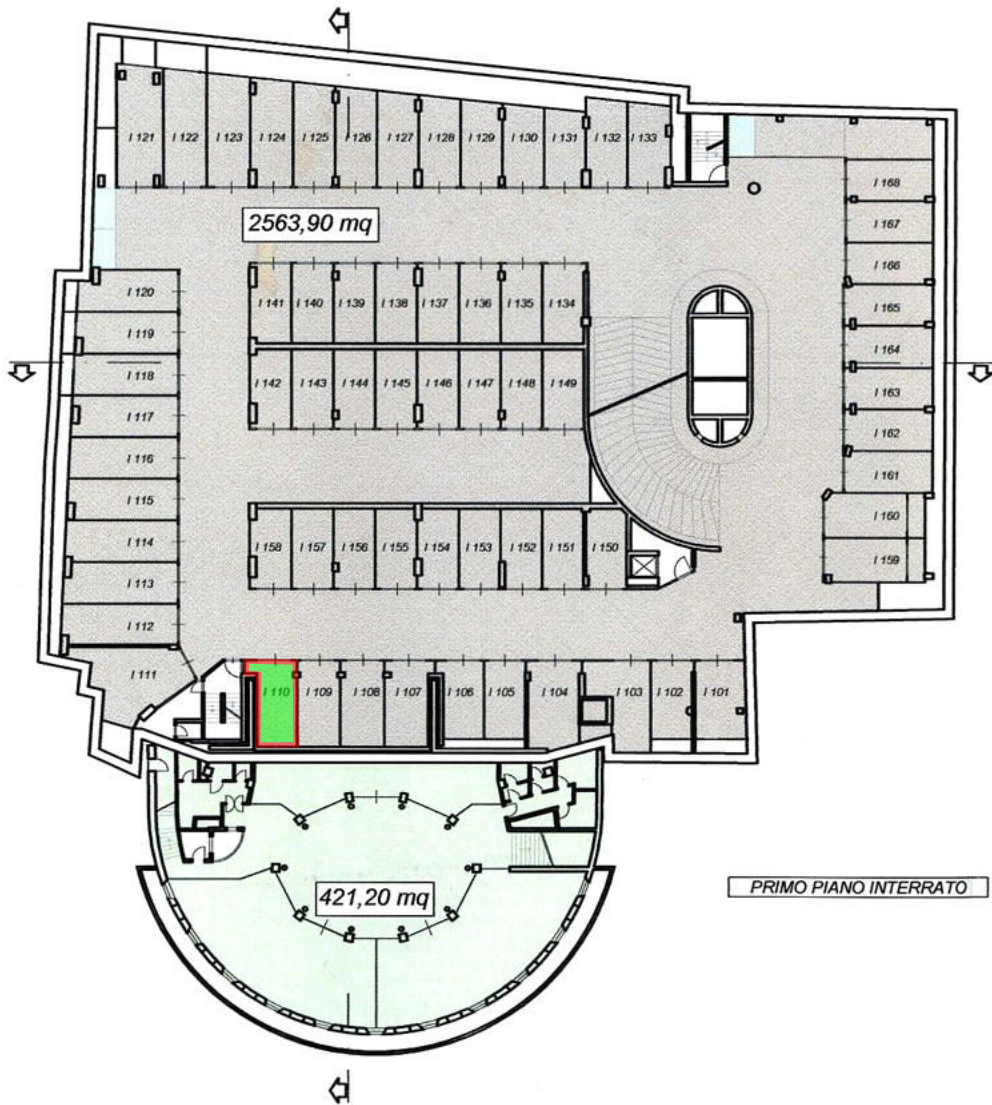 I 121 I 122 I 123 I 124 I 125 I 126 I 127 I 128 I 129 I 130 I 131 I 132 I 133
I 168
I 167
2563,90 mq
I 166
I 120
I 141 I 140 I 139 I 138 I 137 I 136 I 135 I 134
I 165
I 119
I 164
I 118
I 142 I 143 I 144 I 145 I 146 I 147 I 148 I 149
I 163
I 117
I 162
I 116
I 161
I 115
I 160
I 114
I 158 I 157 I 156 I 155 I 154 I 153 I 152 I 151 I 150
I 159
I 113
I 112
I 111
I 110 I 109 I 108 I 107 I 106 I 105 I 104 I 103 I 102 I 101
PRIMO PIANO INTERRATO
421,20 mq